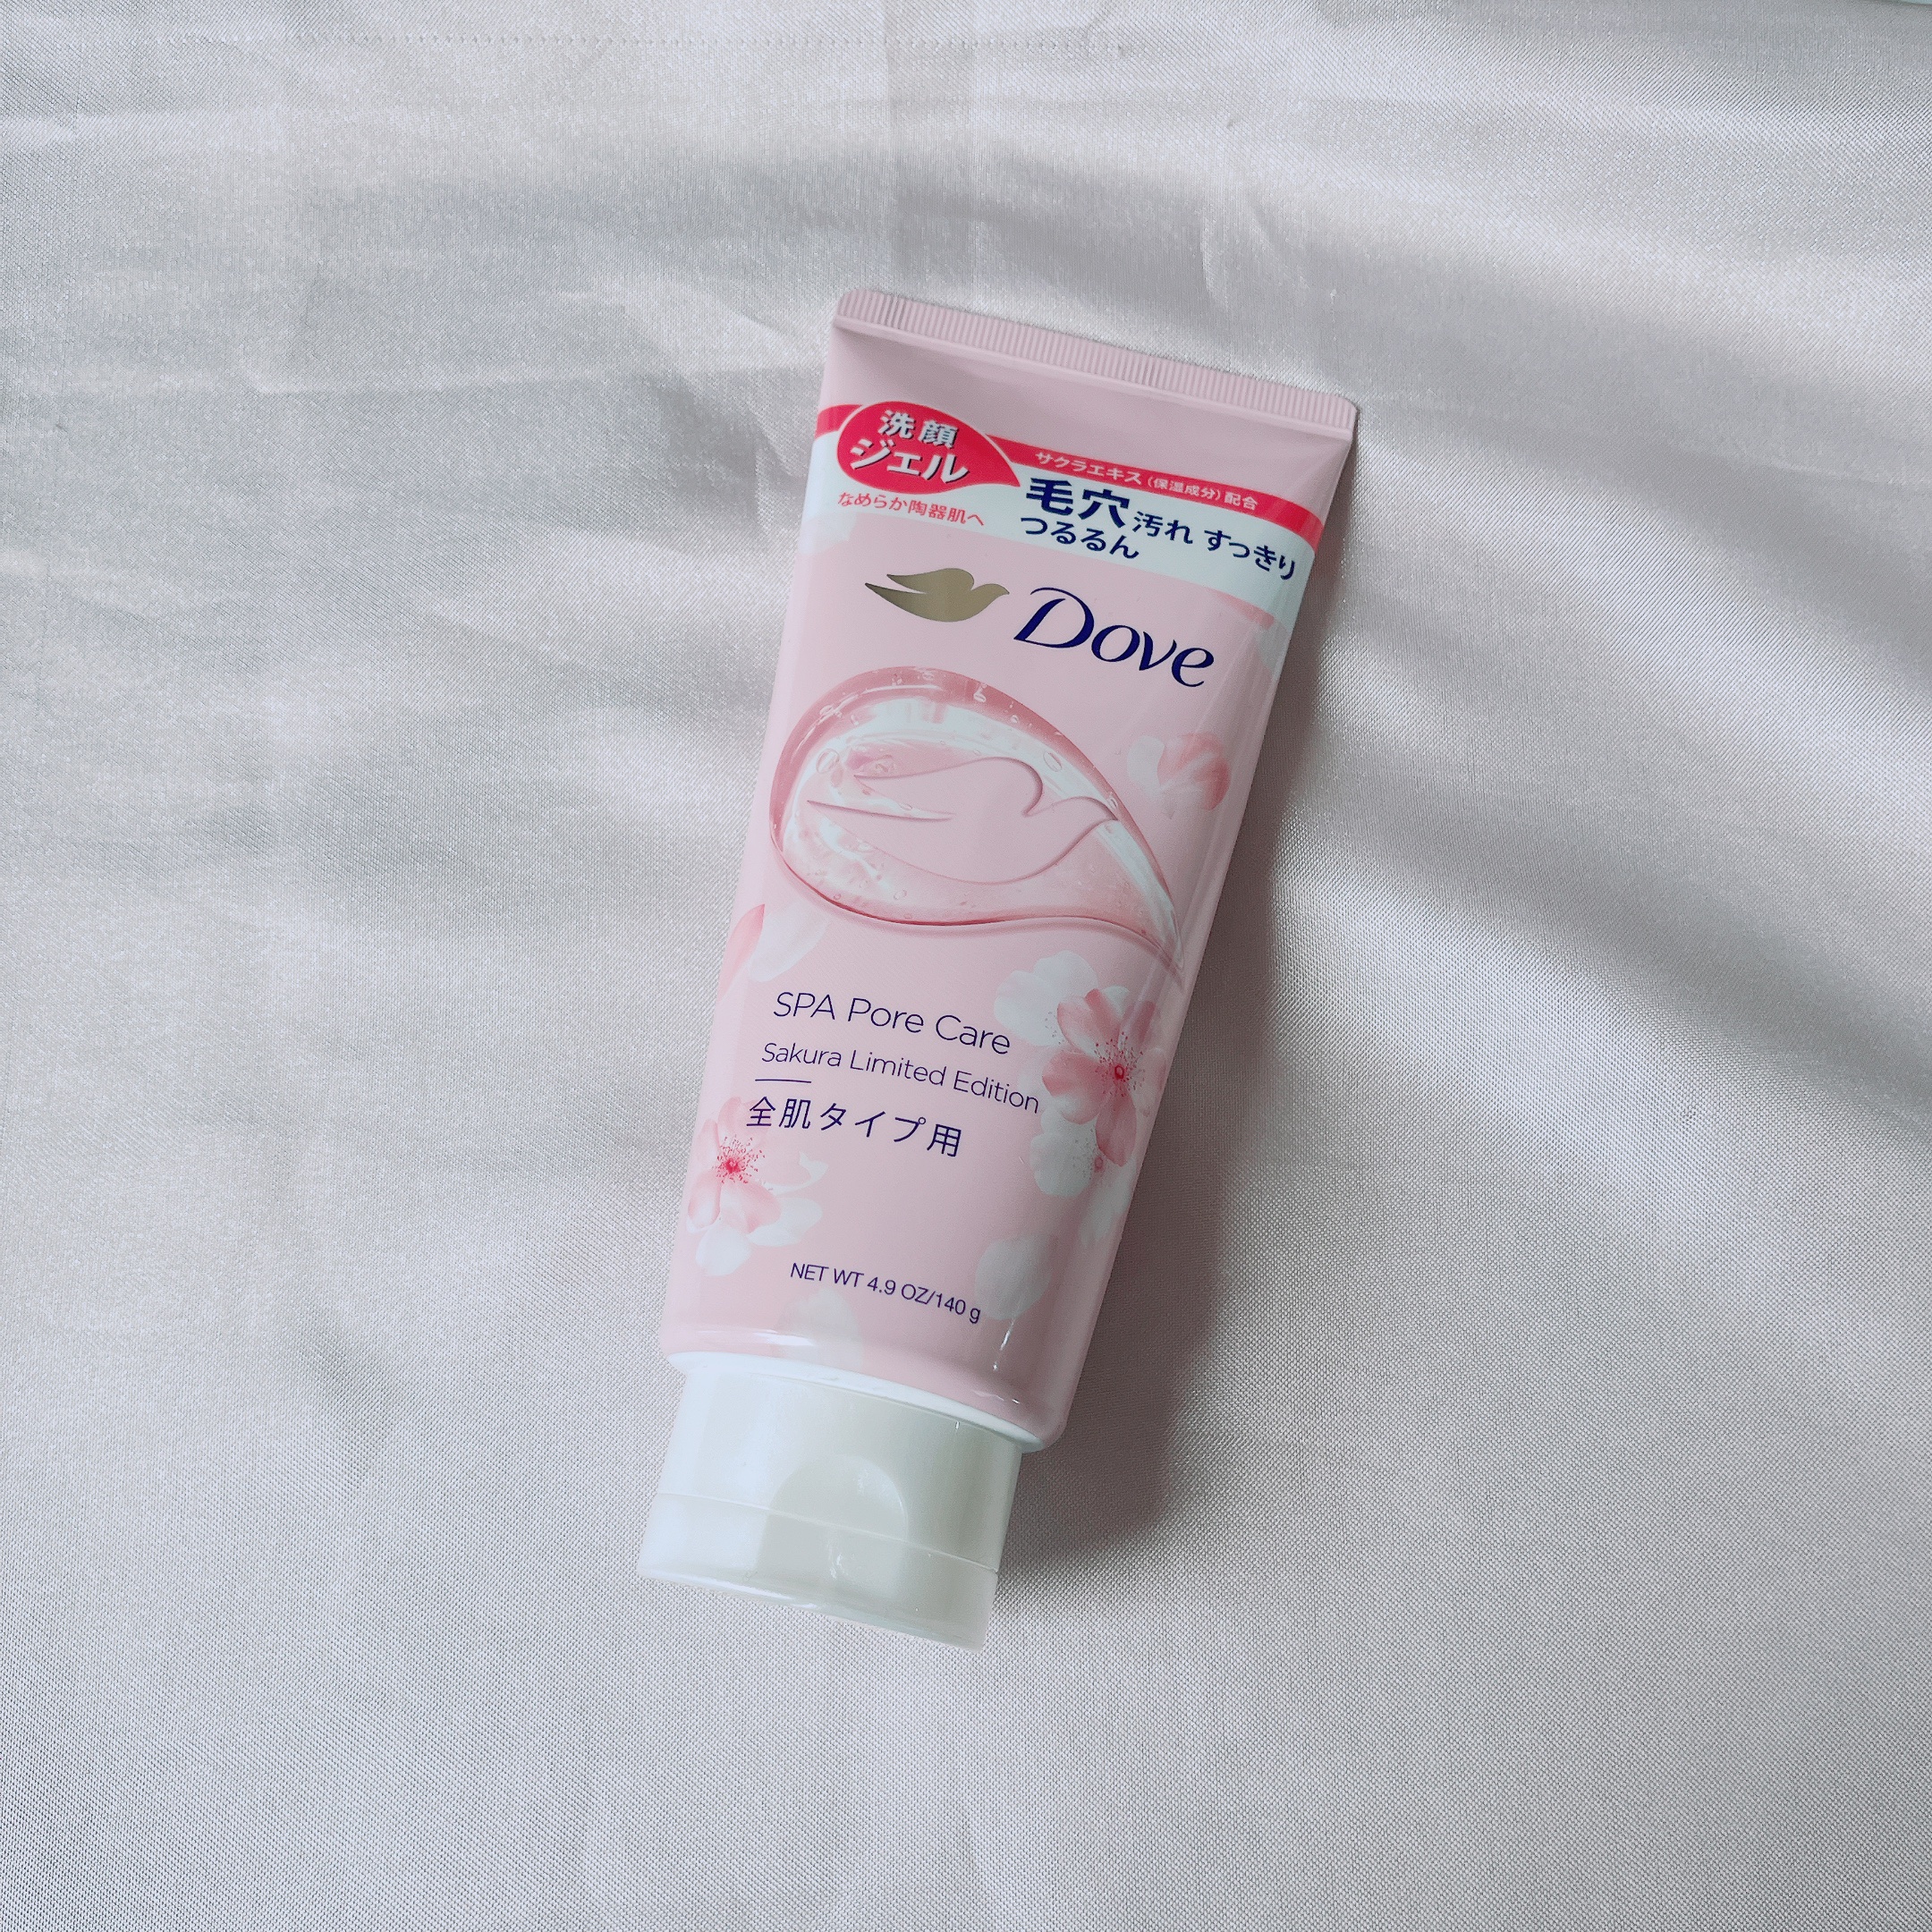 洗顔
ジェル
なめらか陶器肌へ
サクラエキス（保湿成分）配合
毛穴汚れ すっきり
つるるん
Dove
SPA Pore Care
Sakura Limited Edition
全肌タイプ用
NET WT 4.9 OZ/140 g